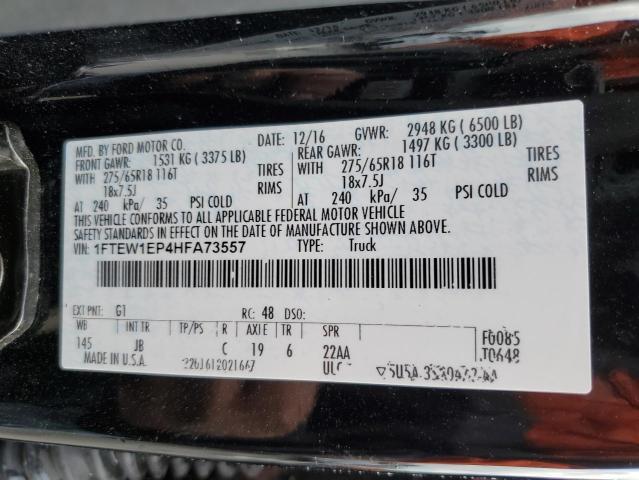 MFD. BY FORD MOTOR CO.
DATE: 12/16 GVWR: 2948 KG (6500 LB)
FRONT GAWR: 1531 KG (3375 LB)
REAR GAWR: 1497 KG (3300 LB)
WITH 275/65R18 116T TIRES
WITH 275/65R18 116T TIRES
18x7.5J RIMS
18x7.5J RIMS
AT 240 kPa/ 35 PSI COLD
AT 240 kPa/ 35 PSI COLD
THIS VEHICLE CONFORMS TO ALL APPLICABLE FEDERAL MOTOR VEHICLE
SAFETY STANDARDS IN EFFECT ON THE DATE OF MANUFACTURE SHOWN ABOVE.
VIN: 1FTEW1EP4HFA73557 TYPE: Truck
EXT PNT: G1 RC: 48 DSO:
WB INT TR TP/PS R AXLE TR SPR
145 JB C 19 6 22AA
F0085
T0648
MADE IN U.S.A.